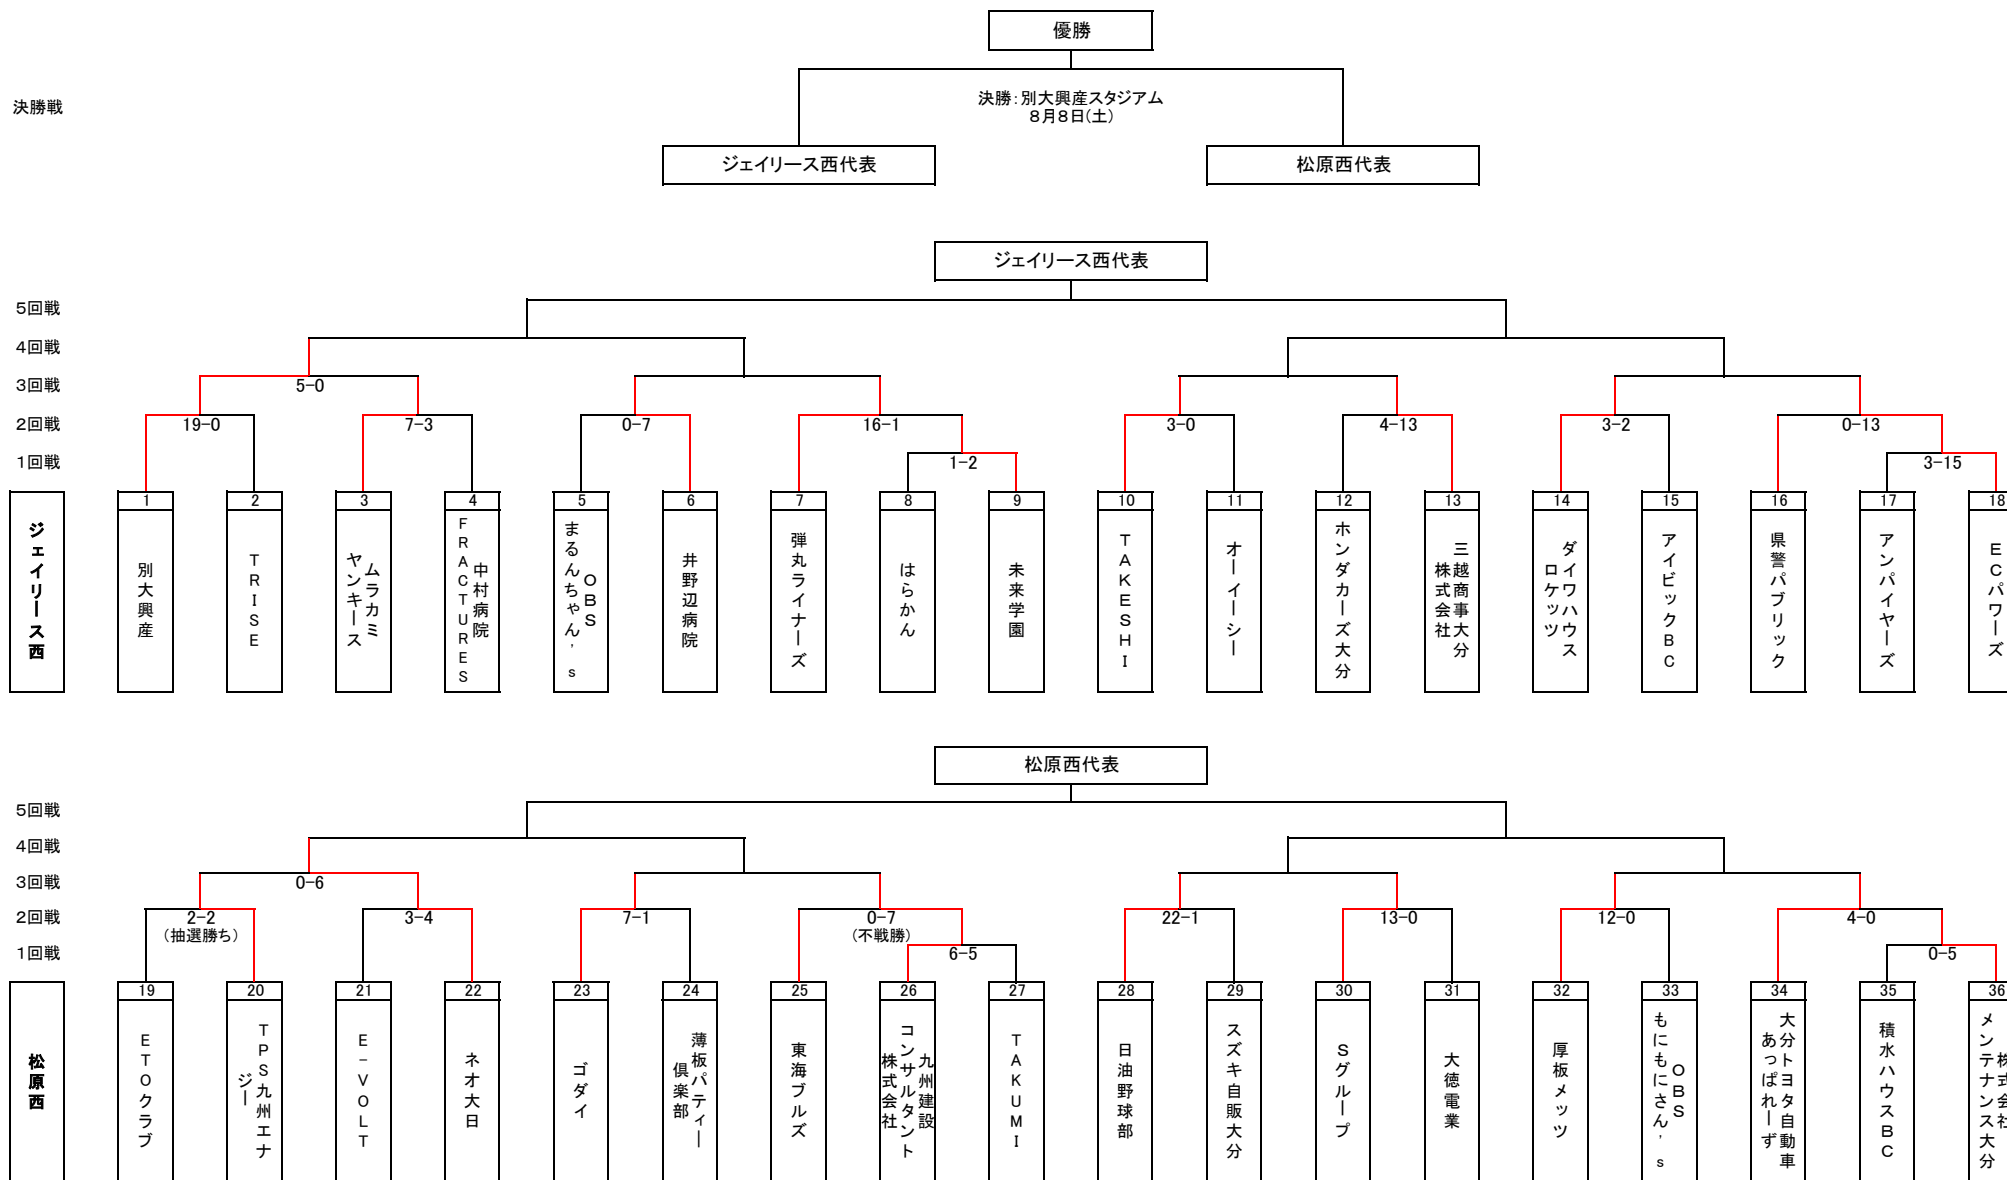 優勝
決勝戦
決勝：別大興産スタジアム
8月8日(土)
ジェイリース西代表
松原西代表
ジェイリース西代表
5回戦
4回戦
3回戦
5-0
2回戦
19-0
7-3
0-7
16-1
3-0
4-13
3-2
0-13
1回戦
1-2
3-15
ジェイリース西
1
別大興産
2
TRISE
3
ムラカミ
ヤンキース
4
中村病院
FRACTURES
5
OBS
まるんちゃん's
6
井野辺病院
7
弾丸ライナーズ
8
はらかん
9
未来学園
10
TAKESHI
11
オーイーシー
12
ホンダカーズ大分
13
三越商事大分
株式会社
14
ダイワハウス
ロケッツ
15
アイビックBC
16
県警パブリック
17
アンパイヤーズ
18
ECパワーズ
松原西代表
5回戦
4回戦
3回戦
0-6
2回戦
2-2
(抽選勝ち)
3-4
7-1
0-7
(不戦勝)
22-1
13-0
12-0
4-0
1回戦
6-5
0-5
松原西
19
ETOクラブ
20
TPS九州エナ
ジー
21
E-VOLT
22
ネオ大日
23
ゴダイ
24
薄板パティー
倶楽部
25
東海ブルズ
26
九州建設
コンサルタント
株式会社
27
TAKUMI
28
日油野球部
29
スズキ自販大分
30
Sグループ
31
大徳電業
32
厚板メッツ
33
OBS
もにもにさん's
34
大分トヨタ自動車
あっぱれーず
35
積水ハウスBC
36
株式会社
メンテナンス大分